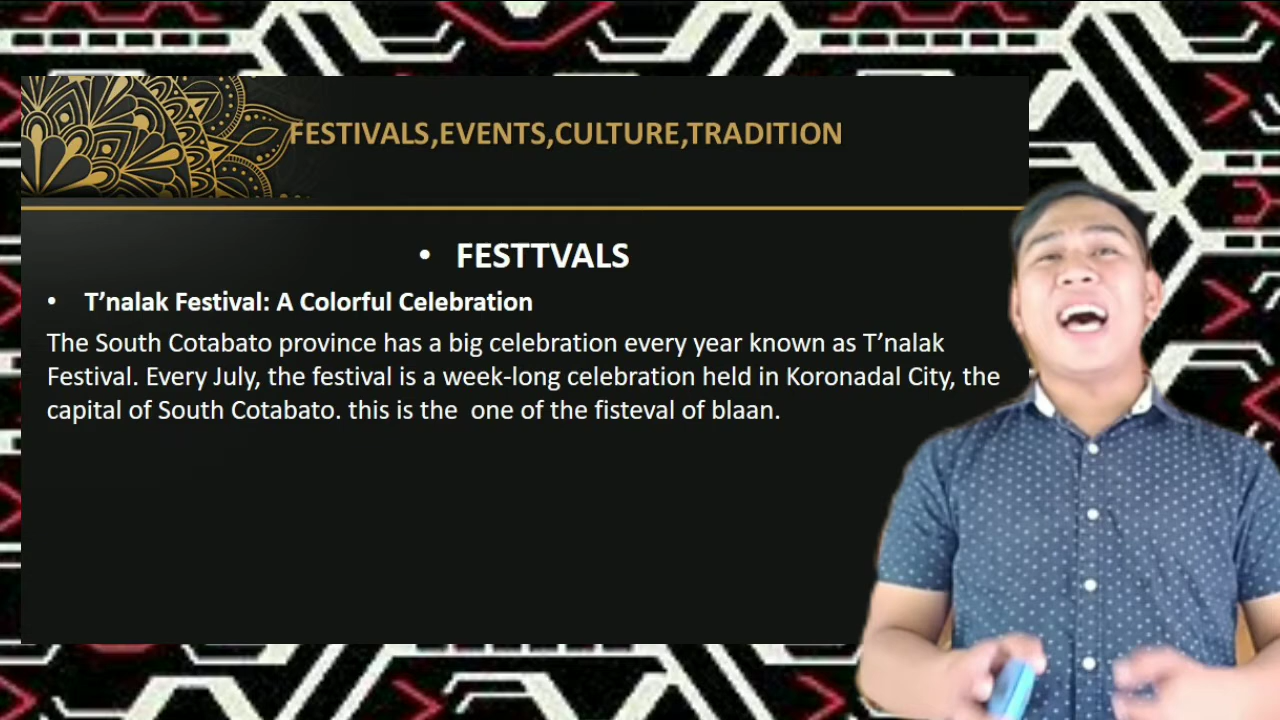 FESTIVALS,EVENTS,CULTURE,TRADITION
• FESTTVALS
• T’nalak Festival: A Colorful Celebration
The South Cotabato province has a big celebration every year known as T’nalak
Festival. Every July, the festival is a week-long celebration held in Koronadal City, the
capital of South Cotabato. this is the  one of the fisteval of blaan.